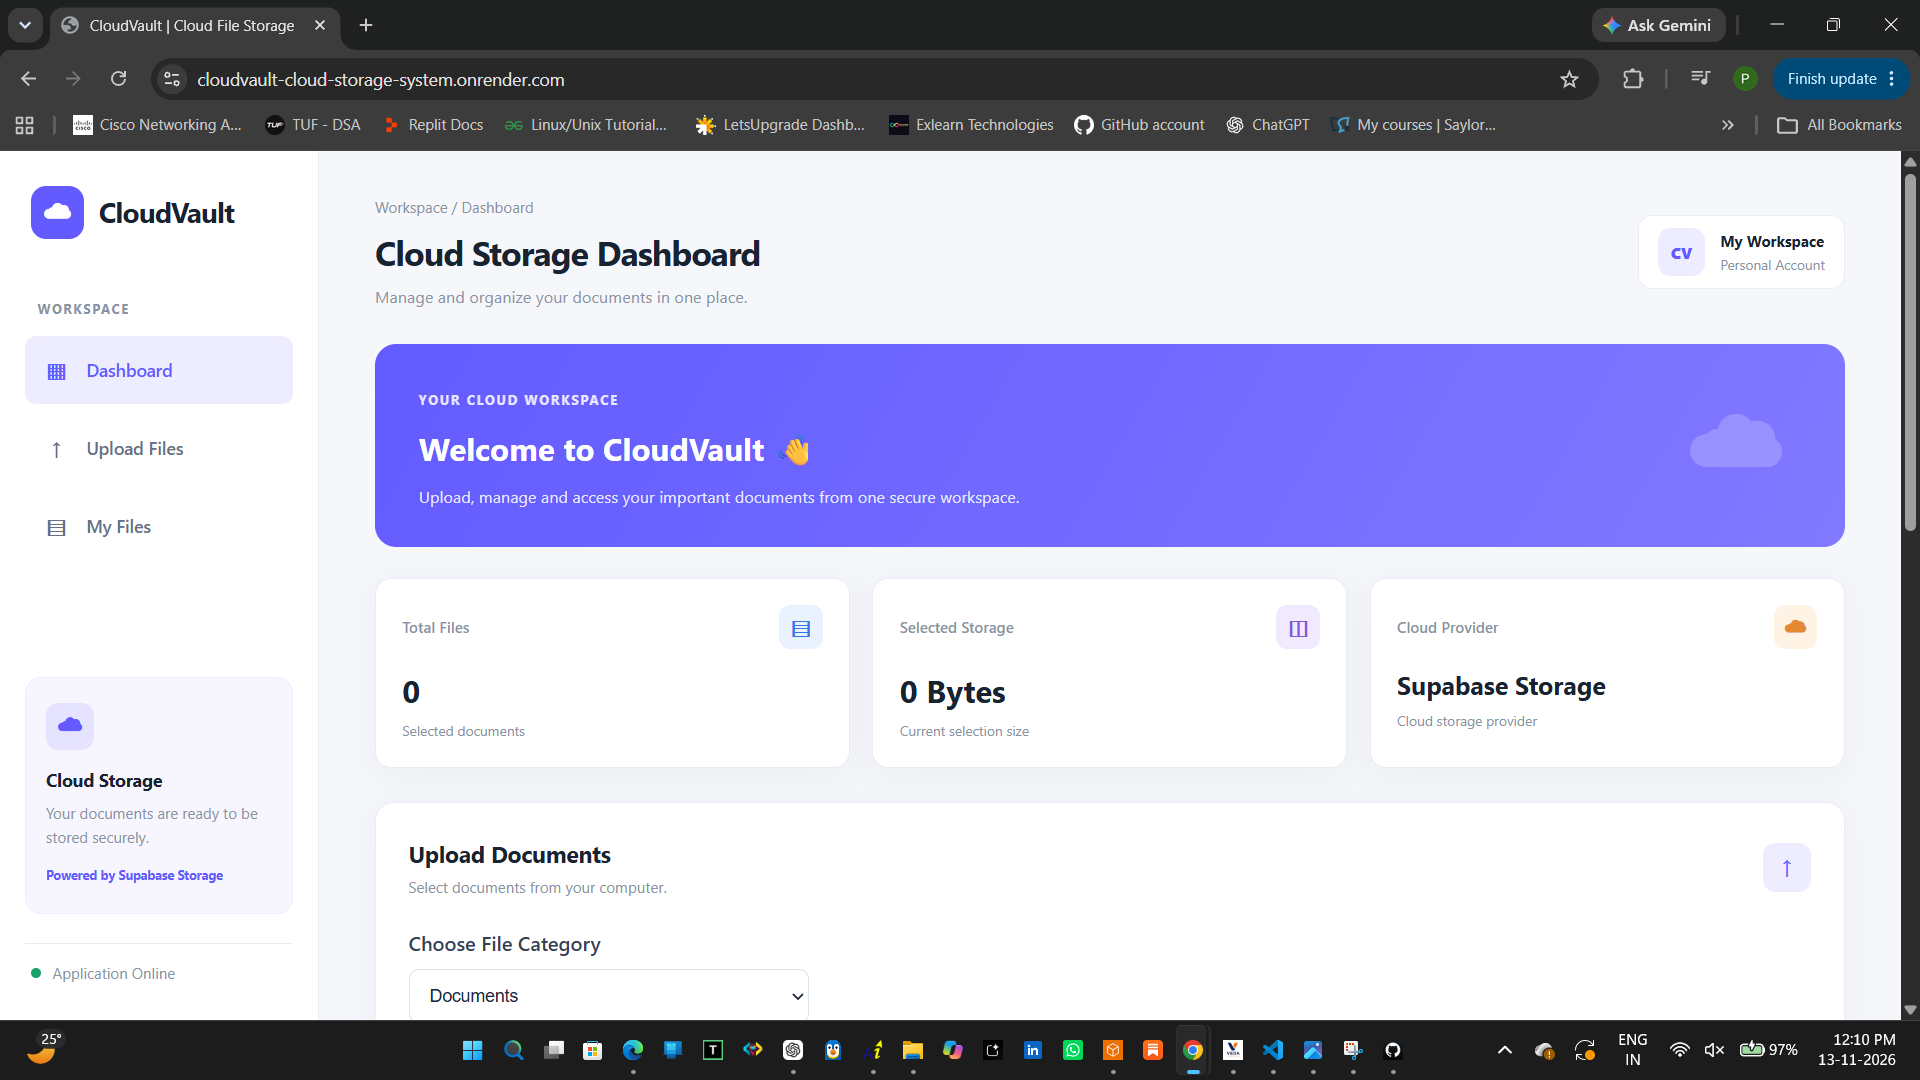 CloudVault | Cloud File Storage
Ask Gemini
cloudvault-cloud-storage-system.onrender.com
P
Finish update
Cisco Networking A...
TUF - DSA
Replit Docs
Linux/Unix Tutorial...
LetsUpgrade Dashb...
Exlearn Technologies
GitHub account
ChatGPT
My courses | Saylor...
All Bookmarks
CloudVault
WORKSPACE
Dashboard
Upload Files
My Files
Cloud Storage
Your documents are ready to be
stored securely.
Powered by Supabase Storage
Application Online
Workspace / Dashboard
Cloud Storage Dashboard
Manage and organize your documents in one place.
CV
My Workspace
Personal Account
YOUR CLOUD WORKSPACE
Welcome to CloudVault 👋
Upload, manage and access your important documents from one secure workspace.
Total Files
0
Selected documents
Selected Storage
0 Bytes
Current selection size
Cloud Provider
Supabase Storage
Cloud storage provider
Upload Documents
Select documents from your computer.
↑
Choose File Category
Documents
25°
ENG
IN
97%
12:10 PM
13-11-2026